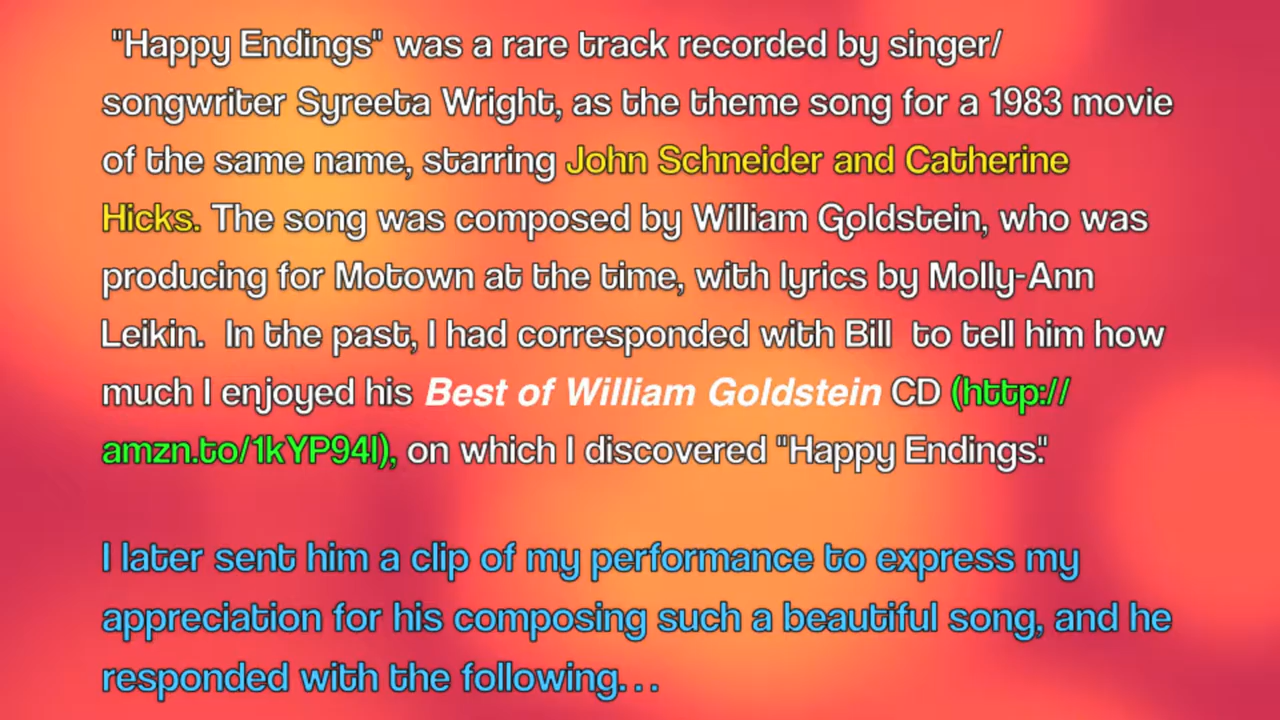 "Happy Endings" was a rare track recorded by singer/
songwriter Syreeta Wright, as the theme song for a 1983 movie
of the same name, starring John Schneider and Catherine
Hicks. The song was composed by William Goldstein, who was
producing for Motown at the time, with lyrics by Molly-Ann
Leikin.  In the past, I had corresponded with Bill  to tell him how
much I enjoyed his Best of William Goldstein CD (http://
amzn.to/1kYP94l), on which I discovered "Happy Endings."
I later sent him a clip of my performance to express my
appreciation for his composing such a beautiful song, and he
responded with the following...